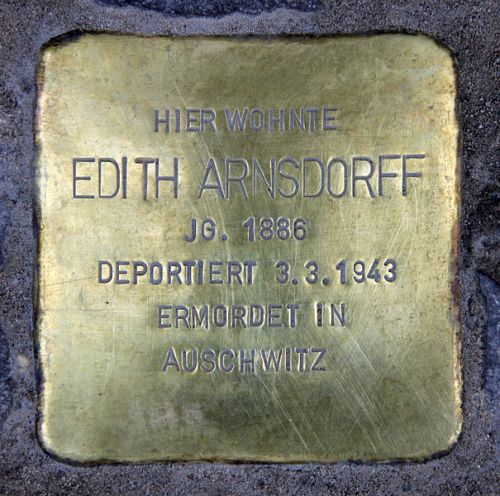 HIER WOHNTE
EDITH ARNSDORFF
JG. 1886
DEPORTIERT 3.3.1943
ERMORDET IN
AUSCHWITZ